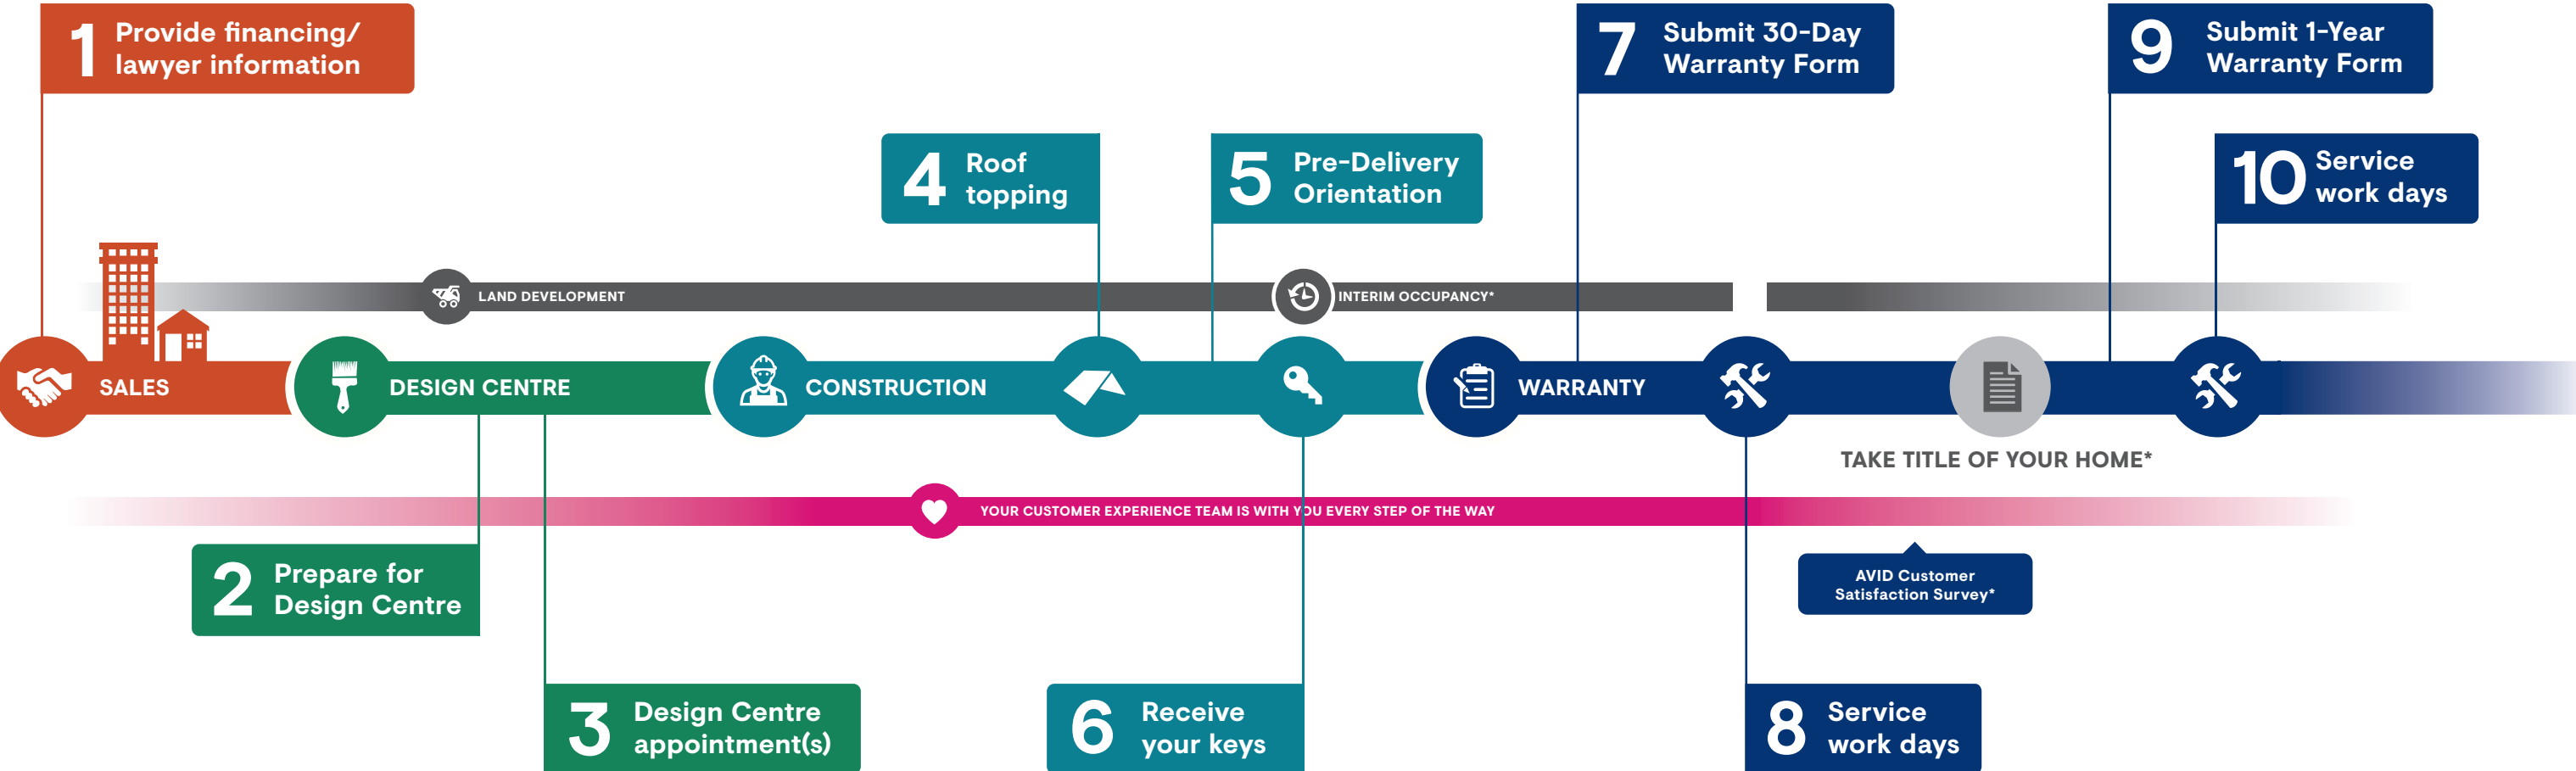 1
Provide financing/
lawyer information
7
Submit 30-Day
Warranty Form
9
Submit 1-Year
Warranty Form
4
Roof
topping
5
Pre-Delivery
Orientation
10
Service
work days
LAND DEVELOPMENT
INTERIM OCCUPANCY*
SALES
DESIGN CENTRE
CONSTRUCTION
WARRANTY
TAKE TITLE OF YOUR HOME*
YOUR CUSTOMER EXPERIENCE TEAM IS WITH YOU EVERY STEP OF THE WAY
2
Prepare for
Design Centre
AVID Customer
Satisfaction Survey*
3
Design Centre
appointment(s)
6
Receive
your keys
8
Service
work days